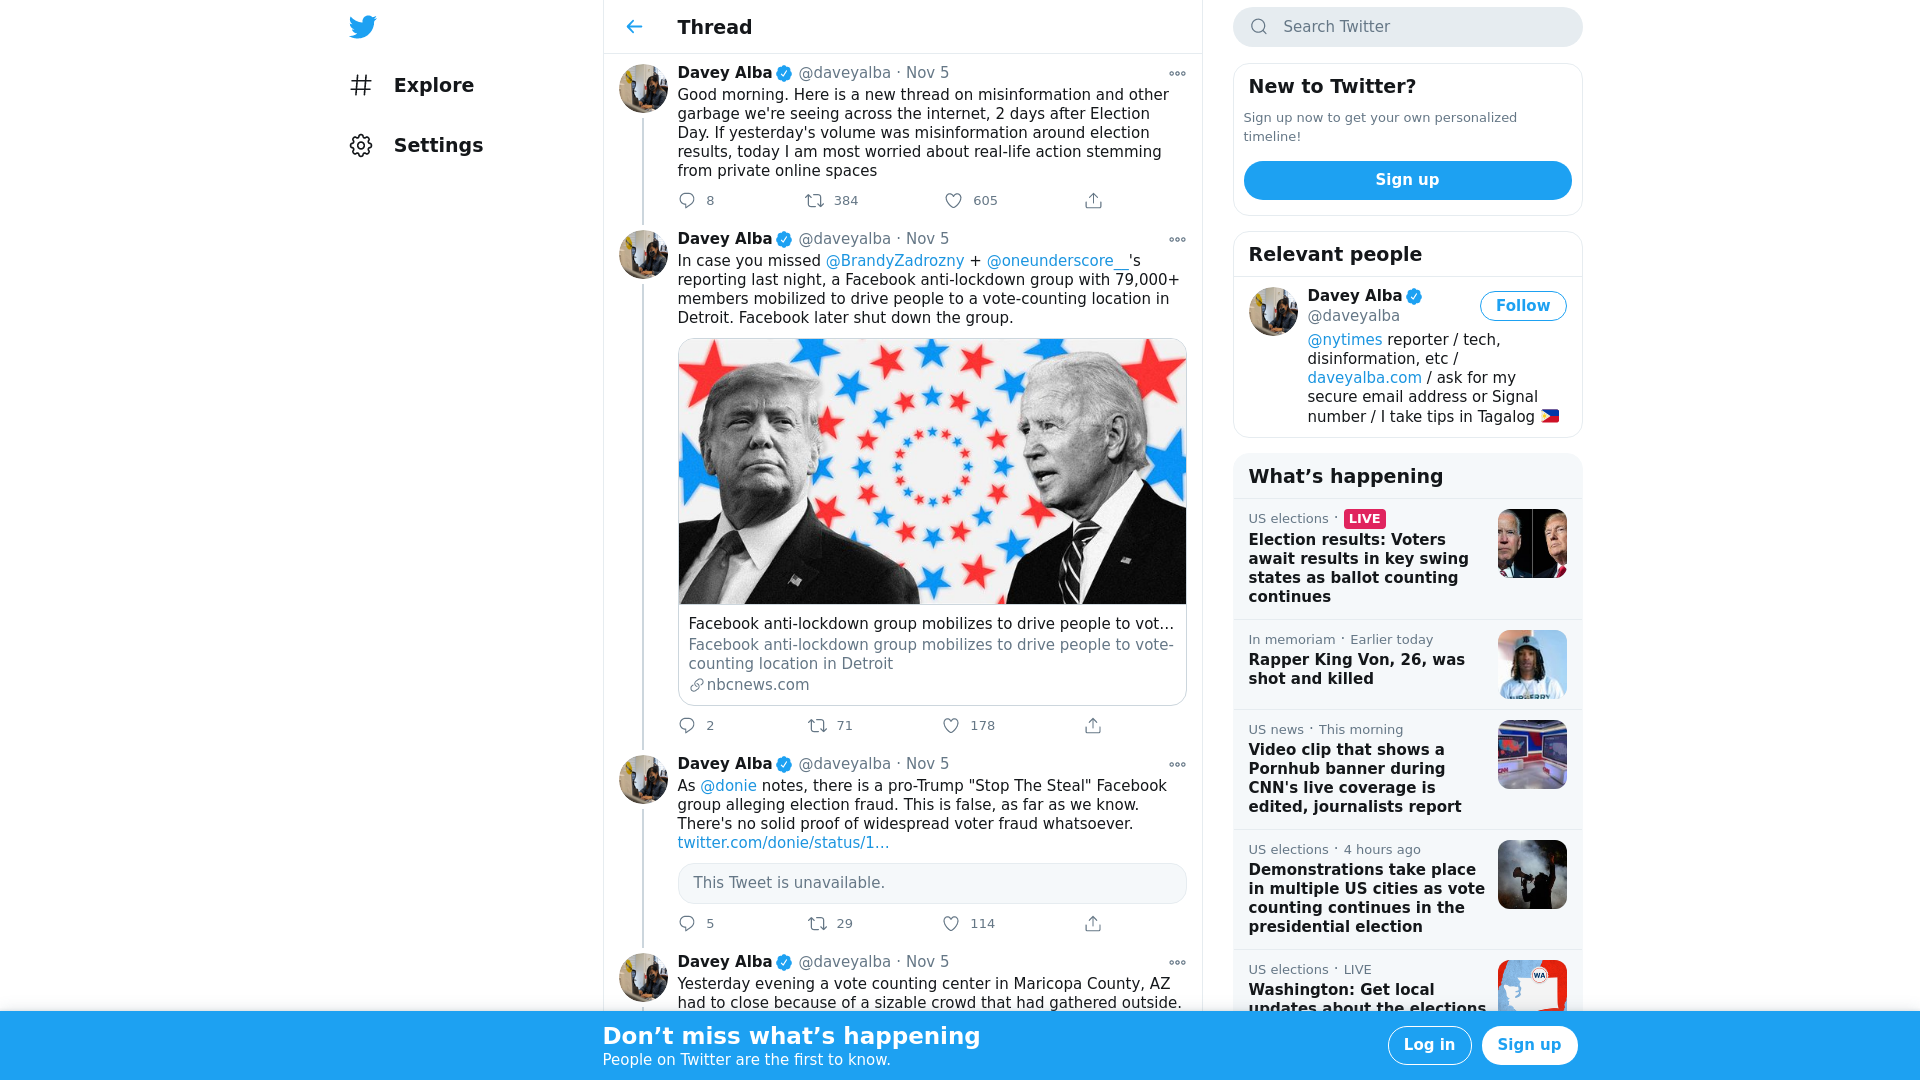 Explore
Settings
Thread
Davey Alba @daveyalba · Nov 5
Good morning. Here is a new thread on misinformation and other
garbage we're seeing across the internet, 2 days after Election
Day. If yesterday's volume was misinformation around election
results, today I am most worried about real-life action stemming
from private online spaces
8 384 605
Davey Alba @daveyalba · Nov 5
In case you missed @BrandyZadrozny + @oneunderscore__'s
reporting last night, a Facebook anti-lockdown group with 79,000+
members mobilized to drive people to a vote-counting location in
Detroit. Facebook later shut down the group.
Facebook anti-lockdown group mobilizes to drive people to vot…
Facebook anti-lockdown group mobilizes to drive people to vote-
counting location in Detroit
nbcnews.com
2 71 178
Davey Alba @daveyalba · Nov 5
As @donie notes, there is a pro-Trump "Stop The Steal" Facebook
group alleging election fraud. This is false, as far as we know.
There's no solid proof of widespread voter fraud whatsoever.
twitter.com/donie/status/1…
This Tweet is unavailable.
5 29 114
Davey Alba @daveyalba · Nov 5
Yesterday evening a vote counting center in Maricopa County, AZ
had to close because of a sizable crowd that had gathered outside.
Search Twitter
New to Twitter?
Sign up now to get your own personalized
timeline!
Sign up
Relevant people
Davey Alba
@daveyalba
Follow
@nytimes reporter / tech,
disinformation, etc /
daveyalba.com / ask for my
secure email address or Signal
number / I take tips in Tagalog
What’s happening
US elections · LIVE
Election results: Voters
await results in key swing
states as ballot counting
continues
In memoriam · Earlier today
Rapper King Von, 26, was
shot and killed
US news · This morning
Video clip that shows a
Pornhub banner during
CNN's live coverage is
edited, journalists report
US elections · 4 hours ago
Demonstrations take place
in multiple US cities as vote
counting continues in the
presidential election
US elections · LIVE
Washington: Get local
updates about the elections
WA
Don’t miss what’s happening
People on Twitter are the first to know.
Log in
Sign up